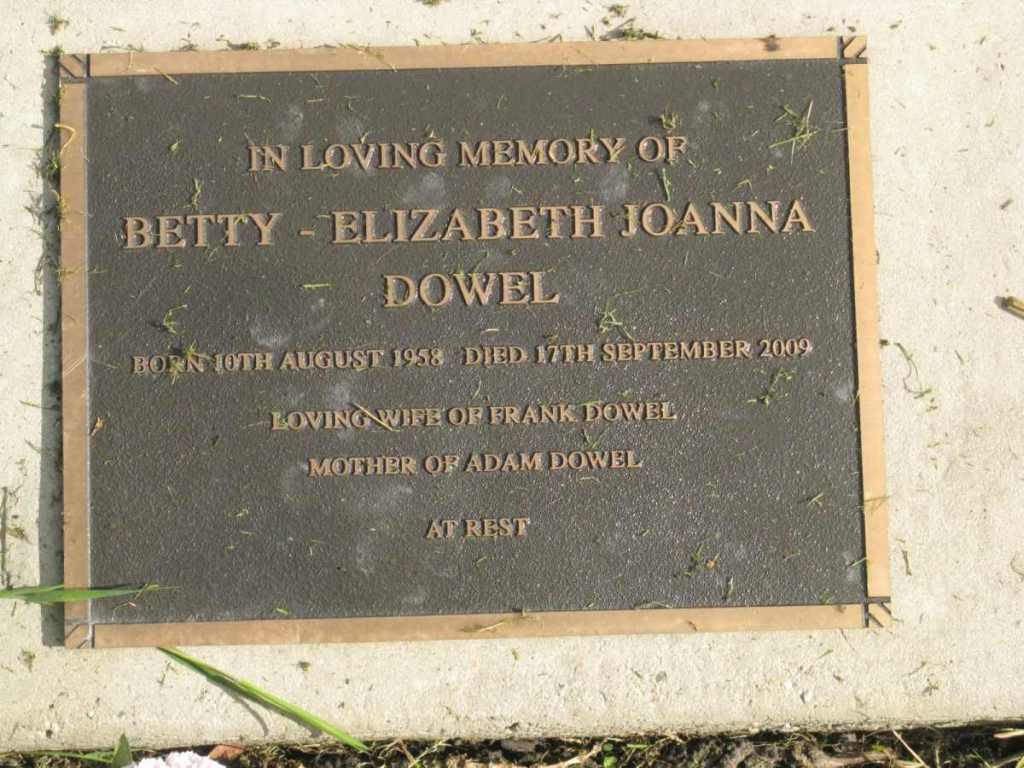 IN LOVING MEMORY OF
BETTY - ELIZABETH JOANNA
DOWEL
BORN 10TH AUGUST 1958 DIED 17TH SEPTEMBER 2009
LOVING WIFE OF FRANK DOWEL
MOTHER OF ADAM DOWEL
AT REST